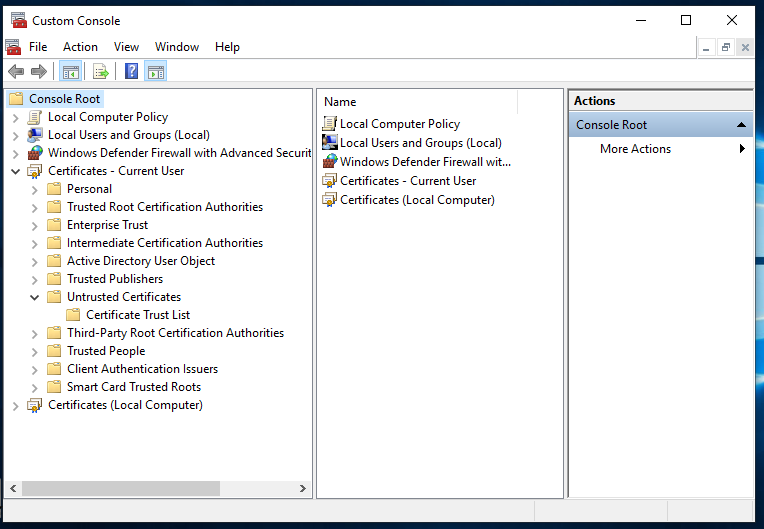 Custom Console
File Action View Window Help
Console Root
Local Computer Policy
Local Users and Groups (Local)
Windows Defender Firewall with Advanced Securit
Certificates - Current User
Personal
Trusted Root Certification Authorities
Enterprise Trust
Intermediate Certification Authorities
Active Directory User Object
Trusted Publishers
Untrusted Certificates
Certificate Trust List
Third-Party Root Certification Authorities
Trusted People
Client Authentication Issuers
Smart Card Trusted Roots
Certificates (Local Computer)
Name
Local Computer Policy
Local Users and Groups (Local)
Windows Defender Firewall wit...
Certificates - Current User
Certificates (Local Computer)
Actions
Console Root
More Actions